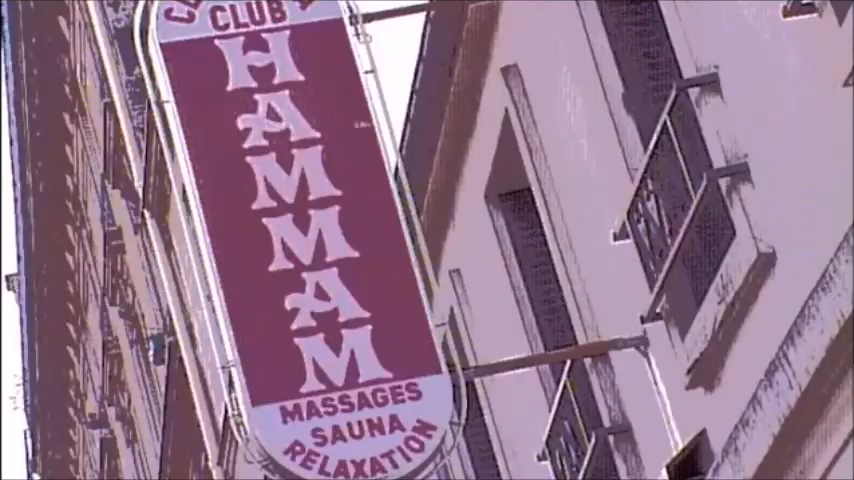 CLUB
HAMMAM
MASSAGES
SAUNA
RELAXATION